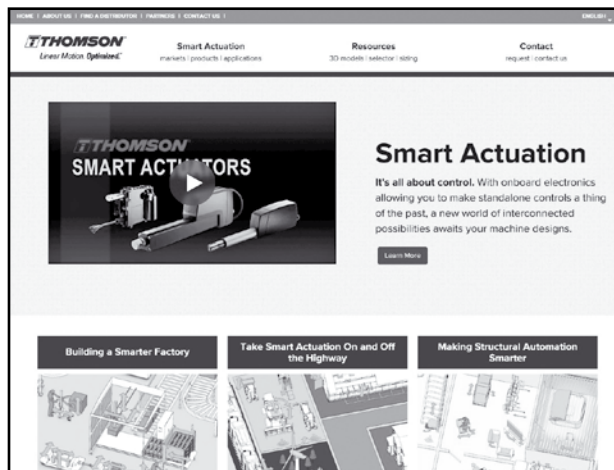 HOME | ABOUT US | FIND A DISTRIBUTOR | PARTNERS | CONTACT US |
ENGLISH
THOMSON
Linear Motion. Optimized.™
Smart Actuation
markets | products | applications
Resources
3D models | selector | sizing
Contact
request | contact us
THOMSON
SMART ACTUATORS
Smart Actuation
It's all about control. With onboard electronics
allowing you to make standalone controls a thing
of the past, a new world of interconnected
possibilities awaits your machine designs.
Learn More
Building a Smarter Factory
Take Smart Actuation On and Off
the Highway
Making Structural Automation
Smarter